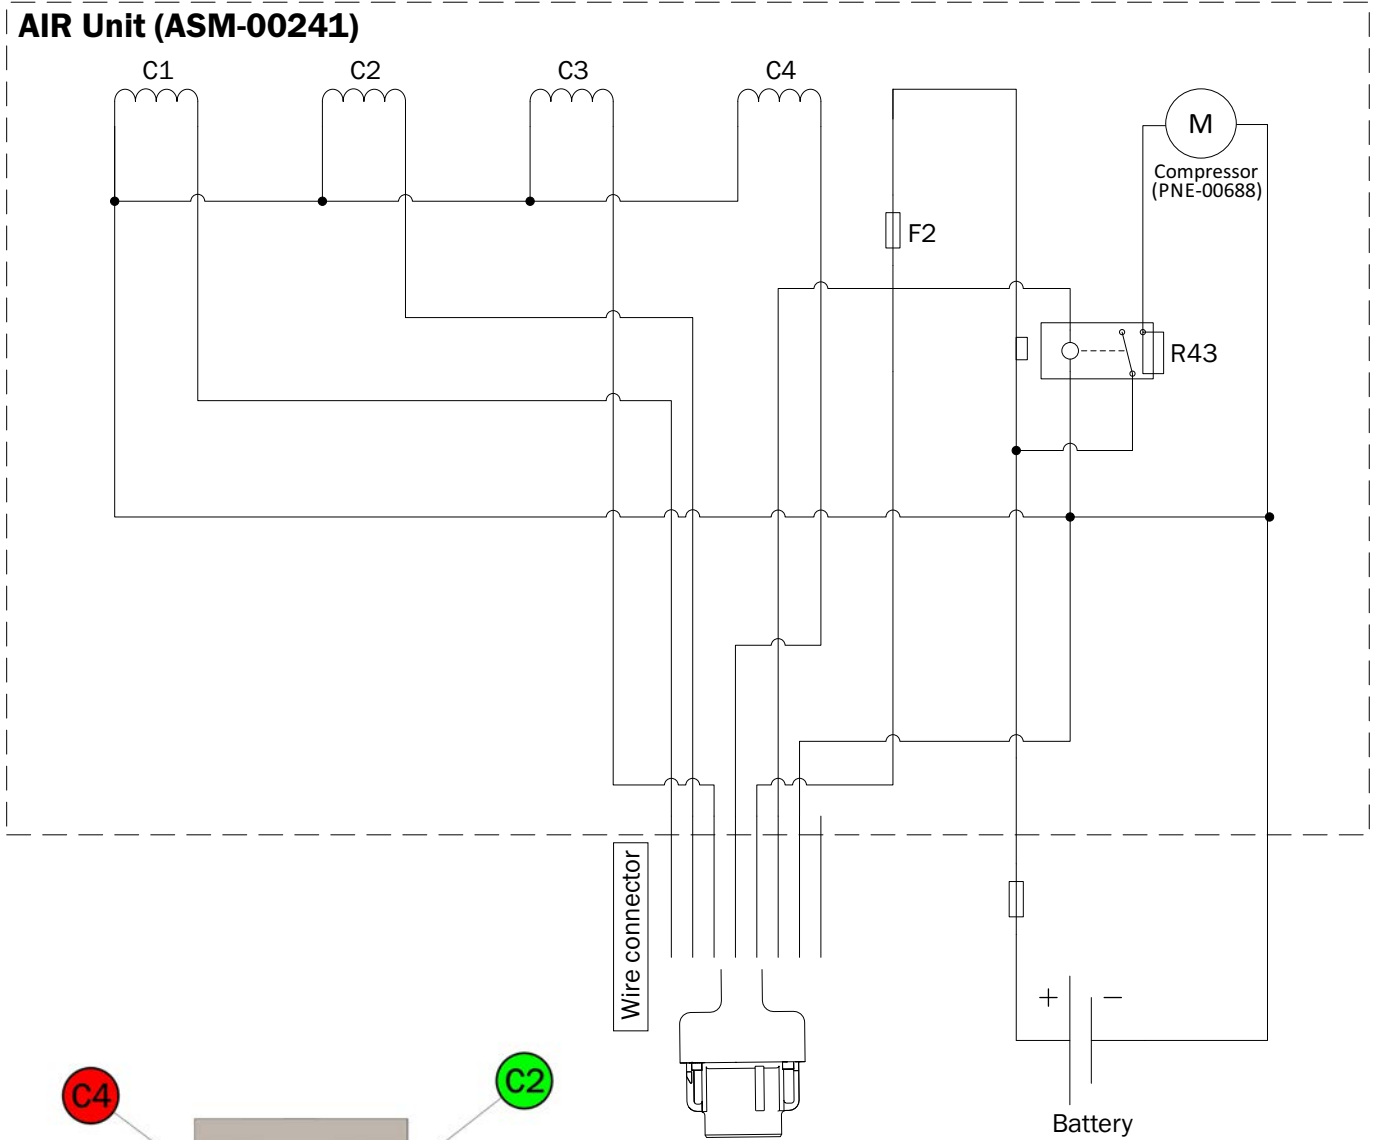 AIR Unit (ASM-00241)
C1
C2
C3
C4
M
Compressor
(PNE-00688)
F2
R43
Wire connector
+ −
Battery
C4
C2